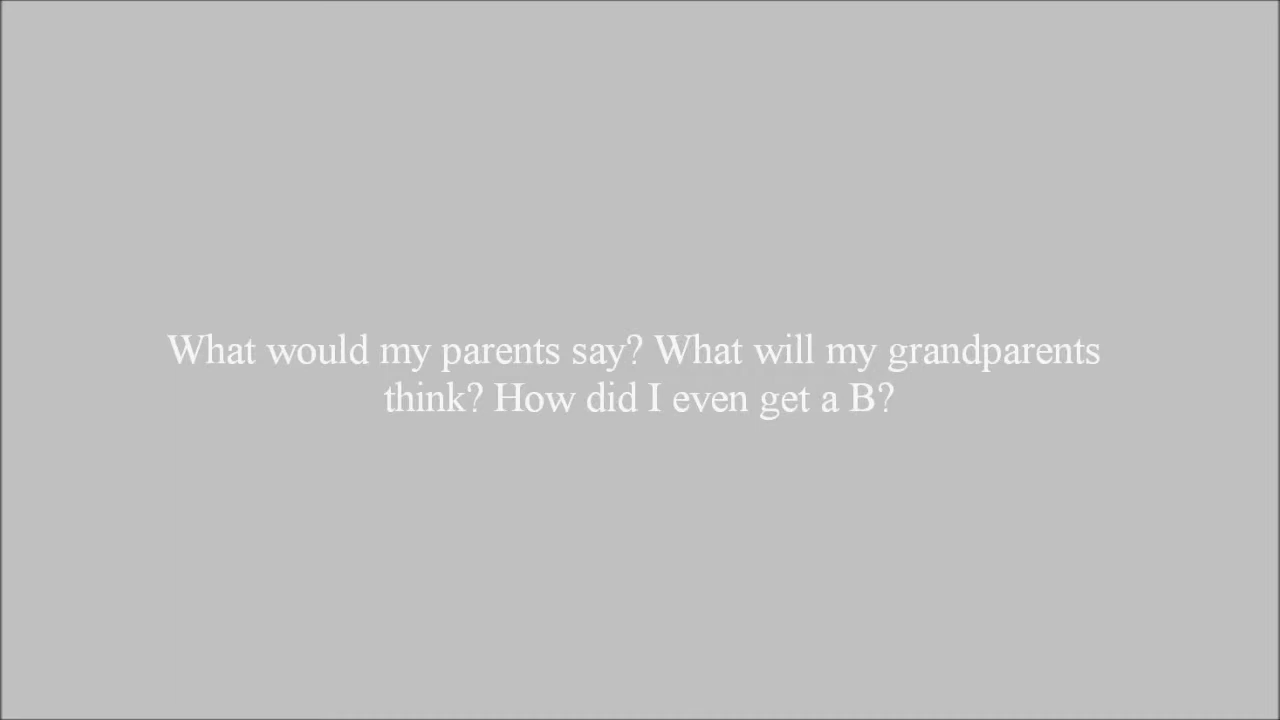 What would my parents say? What will my grandparents
think? How did I even get a B?